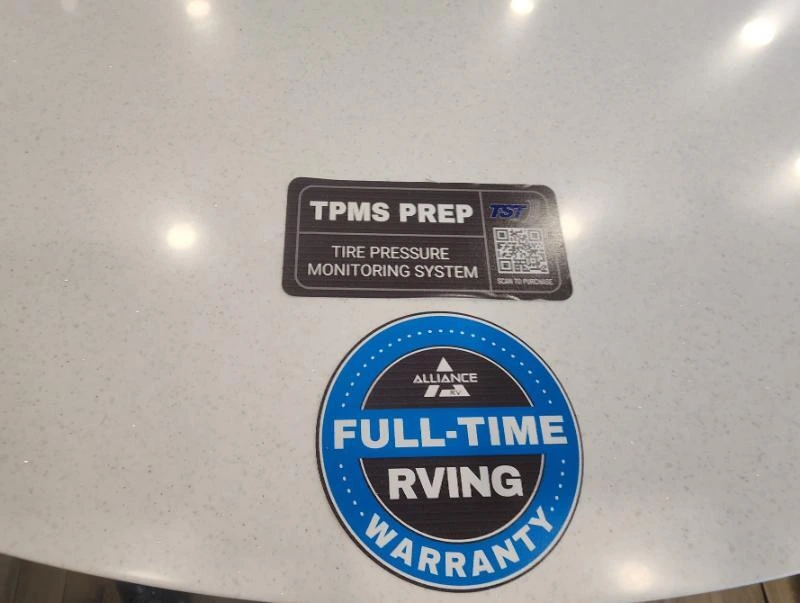 TPMS PREP
TST
TIRE PRESSURE
MONITORING SYSTEM
SCAN TO PURCHASE
ALLIANCE
RV
FULL-TIME
RVING
WARRANTY